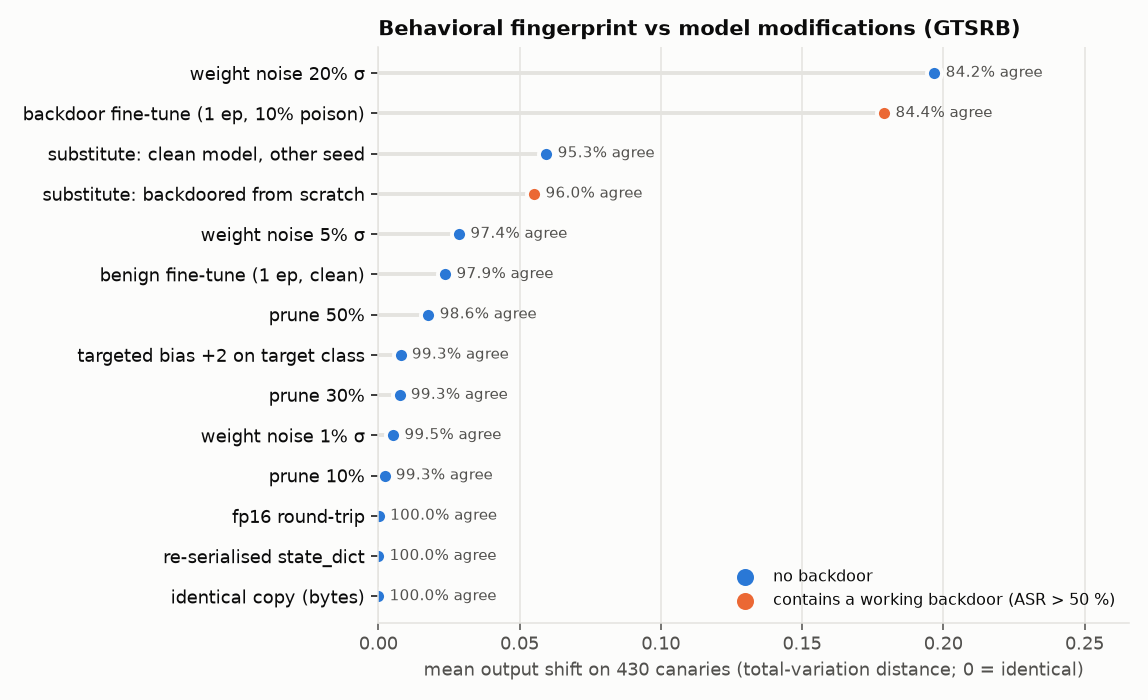 Behavioral fingerprint vs model modifications (GTSRB)
weight noise 20% σ 84.2% agree
backdoor fine-tune (1 ep, 10% poison) 84.4% agree
substitute: clean model, other seed 95.3% agree
substitute: backdoored from scratch 96.0% agree
weight noise 5% σ 97.4% agree
benign fine-tune (1 ep, clean) 97.9% agree
prune 50% 98.6% agree
targeted bias +2 on target class 99.3% agree
prune 30% 99.3% agree
weight noise 1% σ 99.5% agree
prune 10% 99.3% agree
fp16 round-trip 100.0% agree
re-serialised state_dict 100.0% agree
identical copy (bytes) 100.0% agree
no backdoor
contains a working backdoor (ASR > 50 %)
0.00 0.05 0.10 0.15 0.20 0.25
mean output shift on 430 canaries (total-variation distance; 0 = identical)